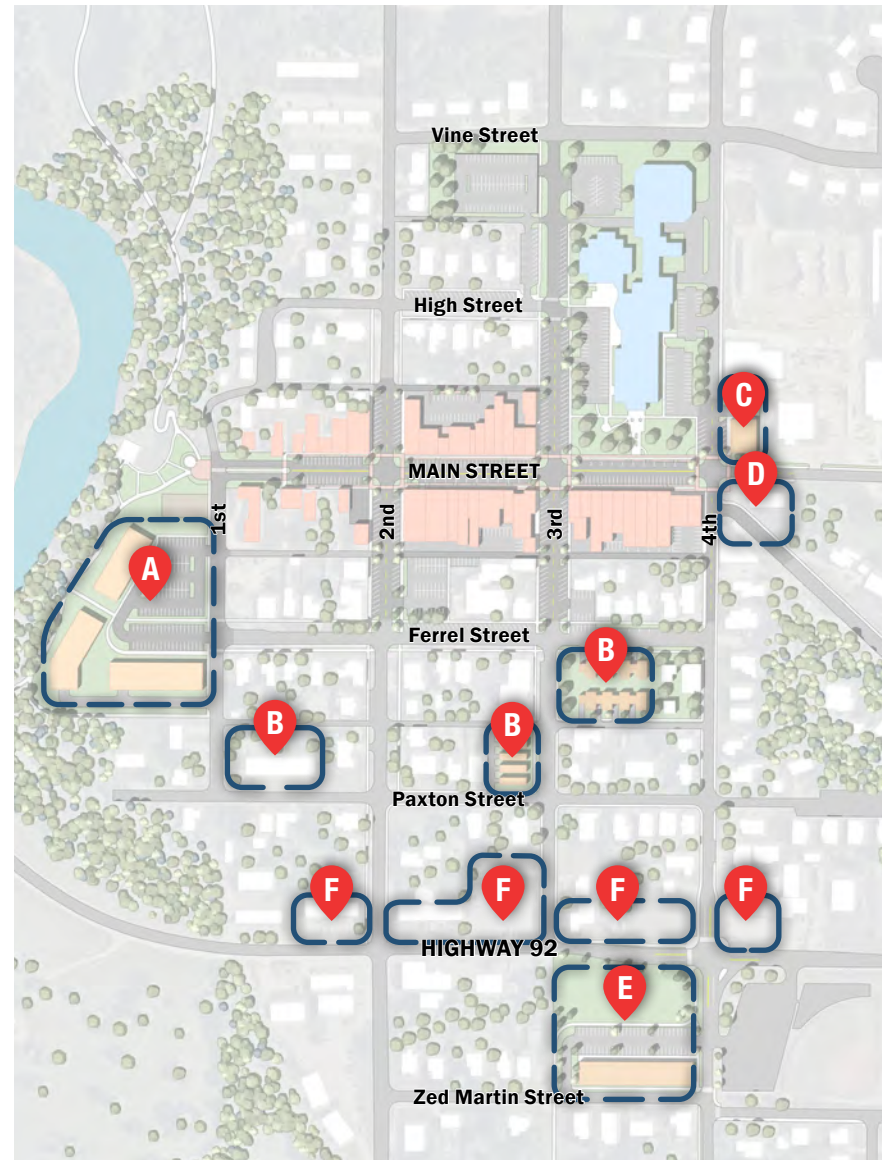 Vine Street
High Street
C
MAIN STREET
D
1st
2nd
3rd
4th
A
Ferrel Street
B
B
B
Paxton Street
F
F
F
F
HIGHWAY 92
E
Zed Martin Street